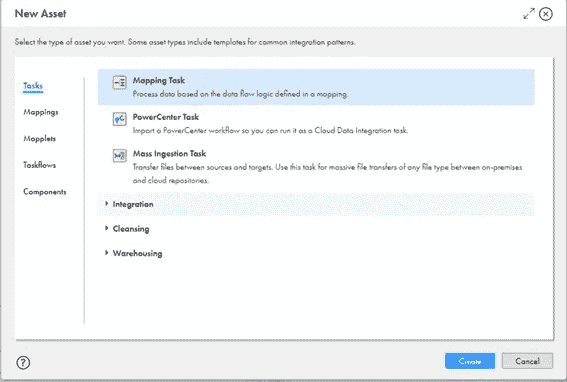 New Asset
Select the type of asset you want. Some asset types include templates for common integration patterns.
Tasks
Mappings
Mapplets
Taskflows
Components
Mapping Task
Process data based on the data flow logic defined in a mapping.
PowerCenter Task
Import a PowerCenter workflow so you can run it as a Cloud Data Integration task.
Mass Ingestion Task
Transfer files between sources and targets. Use this task for massive file transfers of any file type between on-premises
and cloud repositories.
Integration
Cleansing
Warehousing
?
Create
Cancel